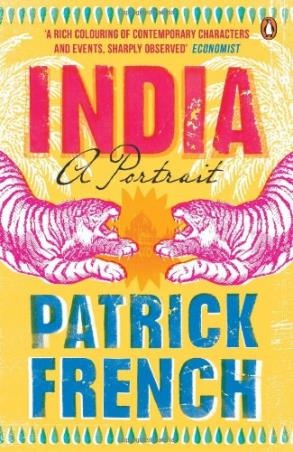 'A RICH COLOURING OF CONTEMPORARY CHARACTERS
AND EVENTS, SHARPLY OBSERVED' ECONOMIST
INDIA
A Portrait
PATRICK
FRENCH